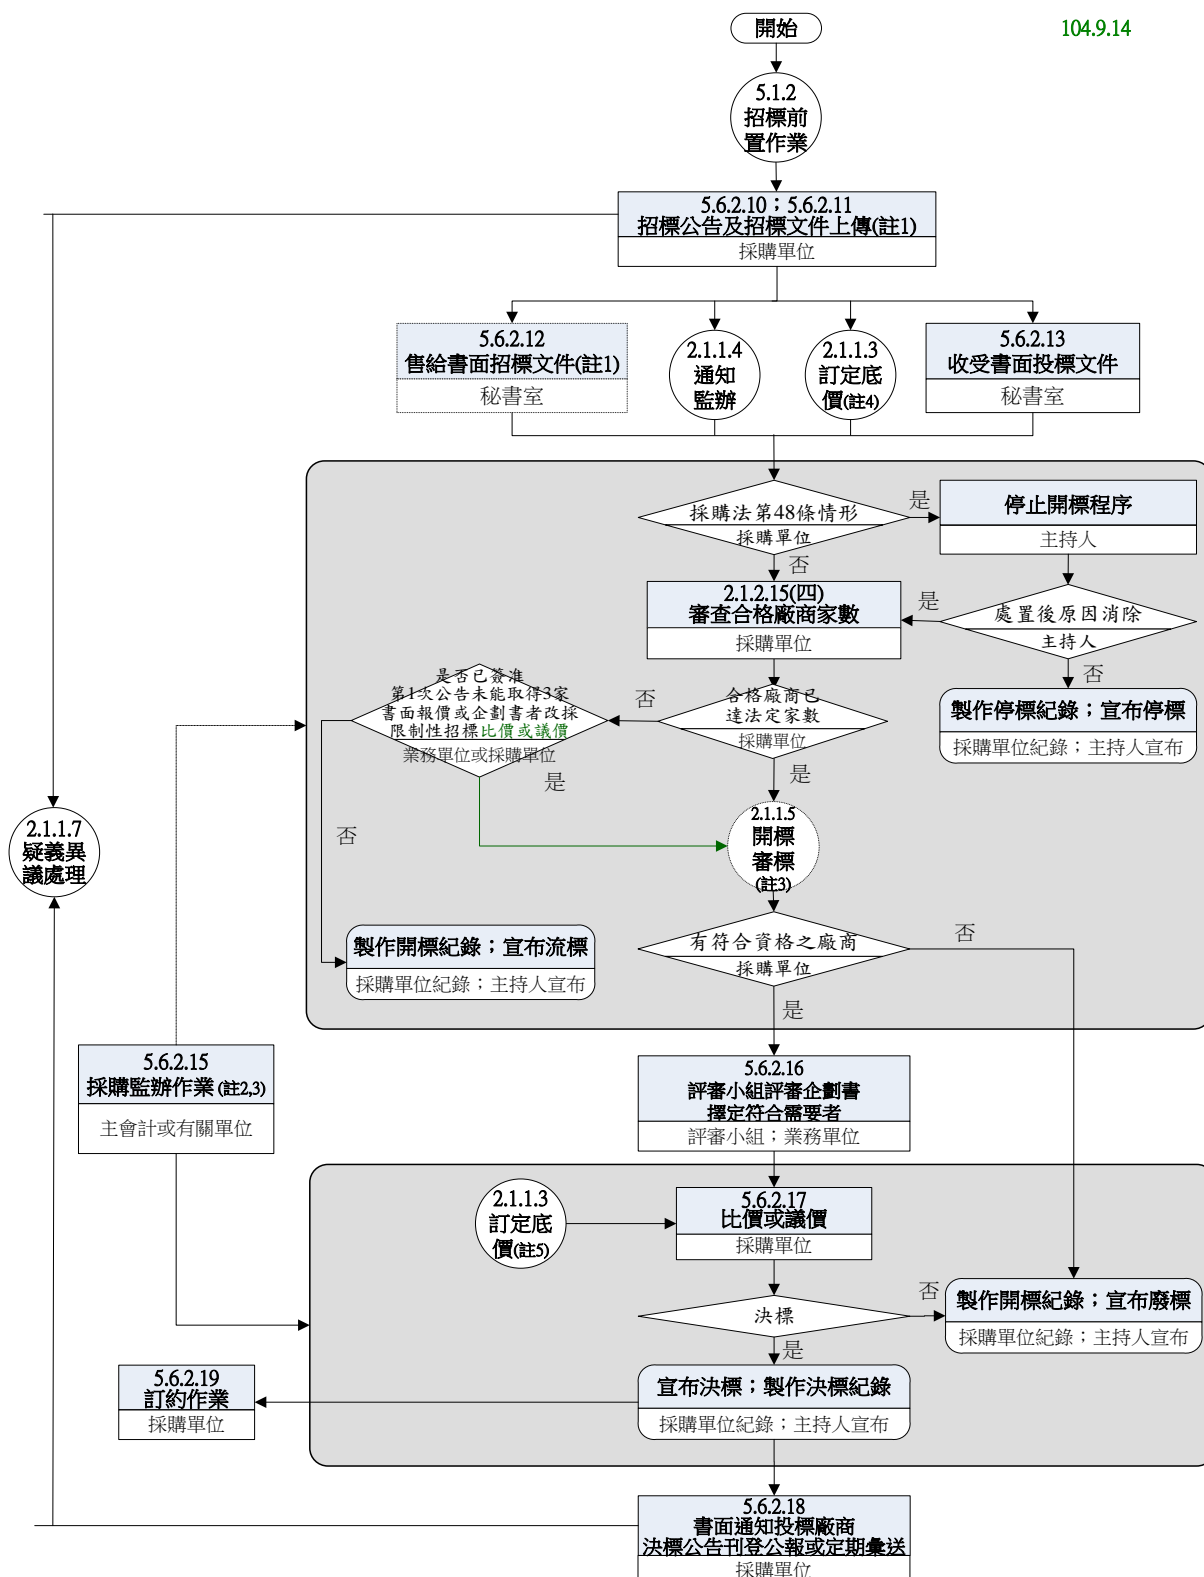 開始
104.9.14
5.1.2
招標前
置作業
5.6.2.10；5.6.2.11
招標公告及招標文件上傳(註1)
採購單位
5.6.2.12
售給書面招標文件(註1)
秘書室
2.1.1.4
通知
監辦
2.1.1.3
訂定底
價(註4)
5.6.2.13
收受書面投標文件
秘書室
採購法第48條情形
採購單位
是
停止開標程序
主持人
否
2.1.2.15(四)
審查合格廠商家數
採購單位
是
處置後原因消除
主持人
否
製作停標紀錄；宣布停標
採購單位紀錄；主持人宣布
是否已簽准
第1次公告未能取得3家
書面報價或企劃書者改採
限制性招標比價或議價
業務單位或採購單位
否
合格廠商已
達法定家數
採購單位
是
是
否
2.1.1.5
開標
審標
(註3)
2.1.1.7
疑義異
議處理
製作開標紀錄；宣布流標
採購單位紀錄；主持人宣布
有符合資格之廠商
採購單位
否
是
5.6.2.15
採購監辦作業(註2,3)
主會計或有關單位
5.6.2.16
評審小組評審企劃書
擇定符合需要者
評審小組；業務單位
2.1.1.3
訂定底
價(註5)
5.6.2.17
比價或議價
採購單位
決標
否
製作開標紀錄；宣布廢標
採購單位紀錄；主持人宣布
是
宣布決標；製作決標紀錄
採購單位紀錄；主持人宣布
5.6.2.19
訂約作業
採購單位
5.6.2.18
書面通知投標廠商
決標公告刊登公報或定期彙送
採購單位